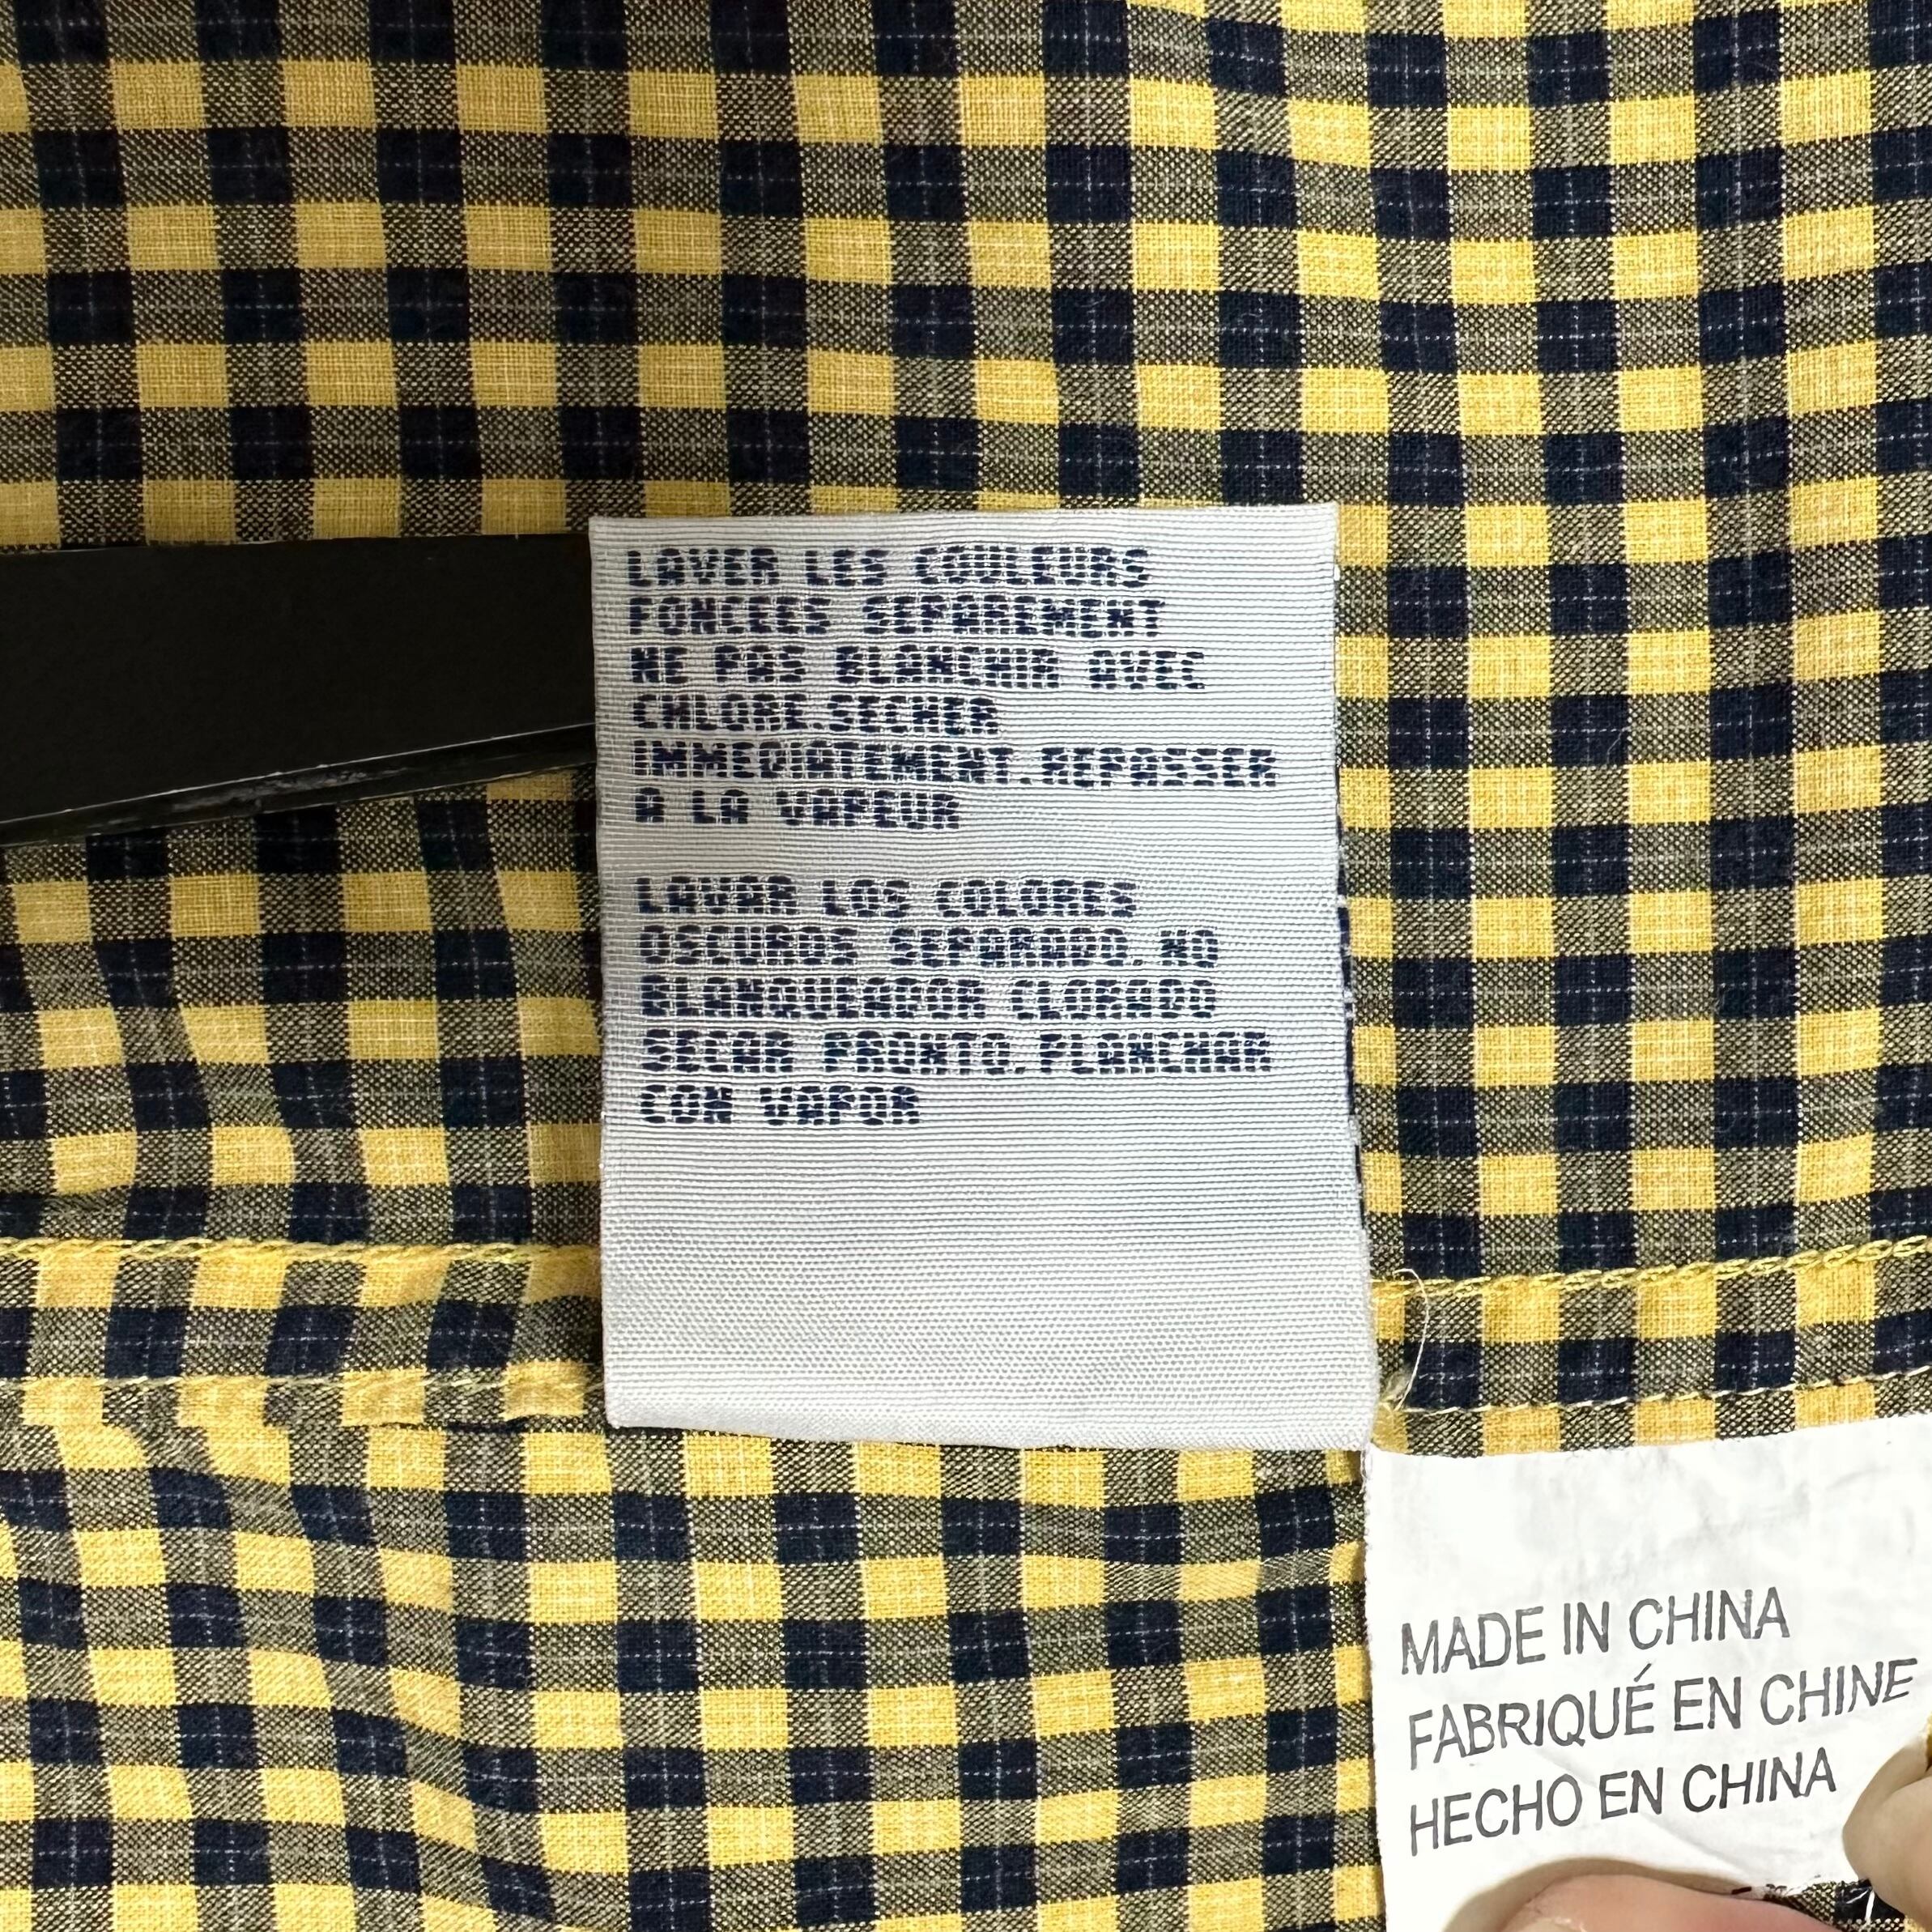 LAVER LES COULEURS
FONCEES SEPAREMENT
NE PAS BLANCHIR AVEC
CHLORE.SECHER
IMMEDIATEMENT.REPASSER
A LA VAPEUR
LAVAR LOS COLORES
OSCUROS SEPARADO. NO
BLANQUEADOR CLORADO
SECAR PRONTO. PLANCHAR
CON VAPOR
MADE IN CHINA
FABRIQUÉ EN CHINE
HECHO EN CHINA